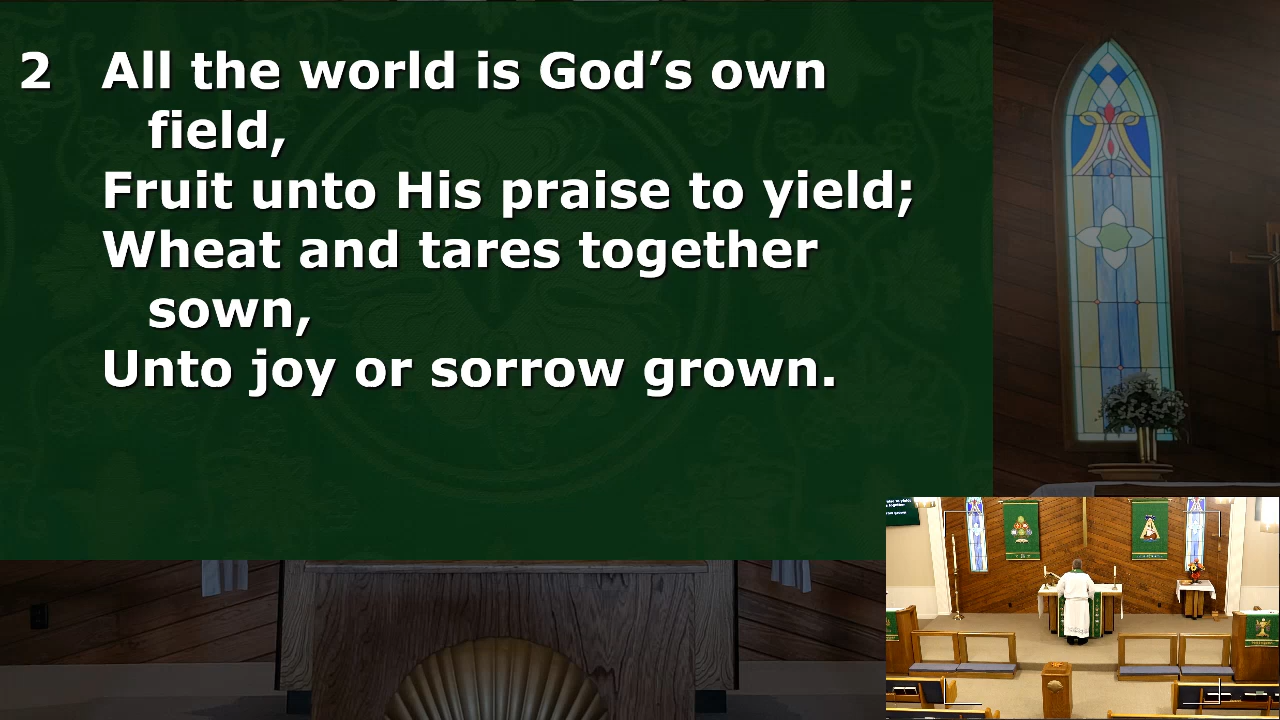 2 All the world is God’s own
field,
Fruit unto His praise to yield;
Wheat and tares together
sown,
Unto joy or sorrow grown.